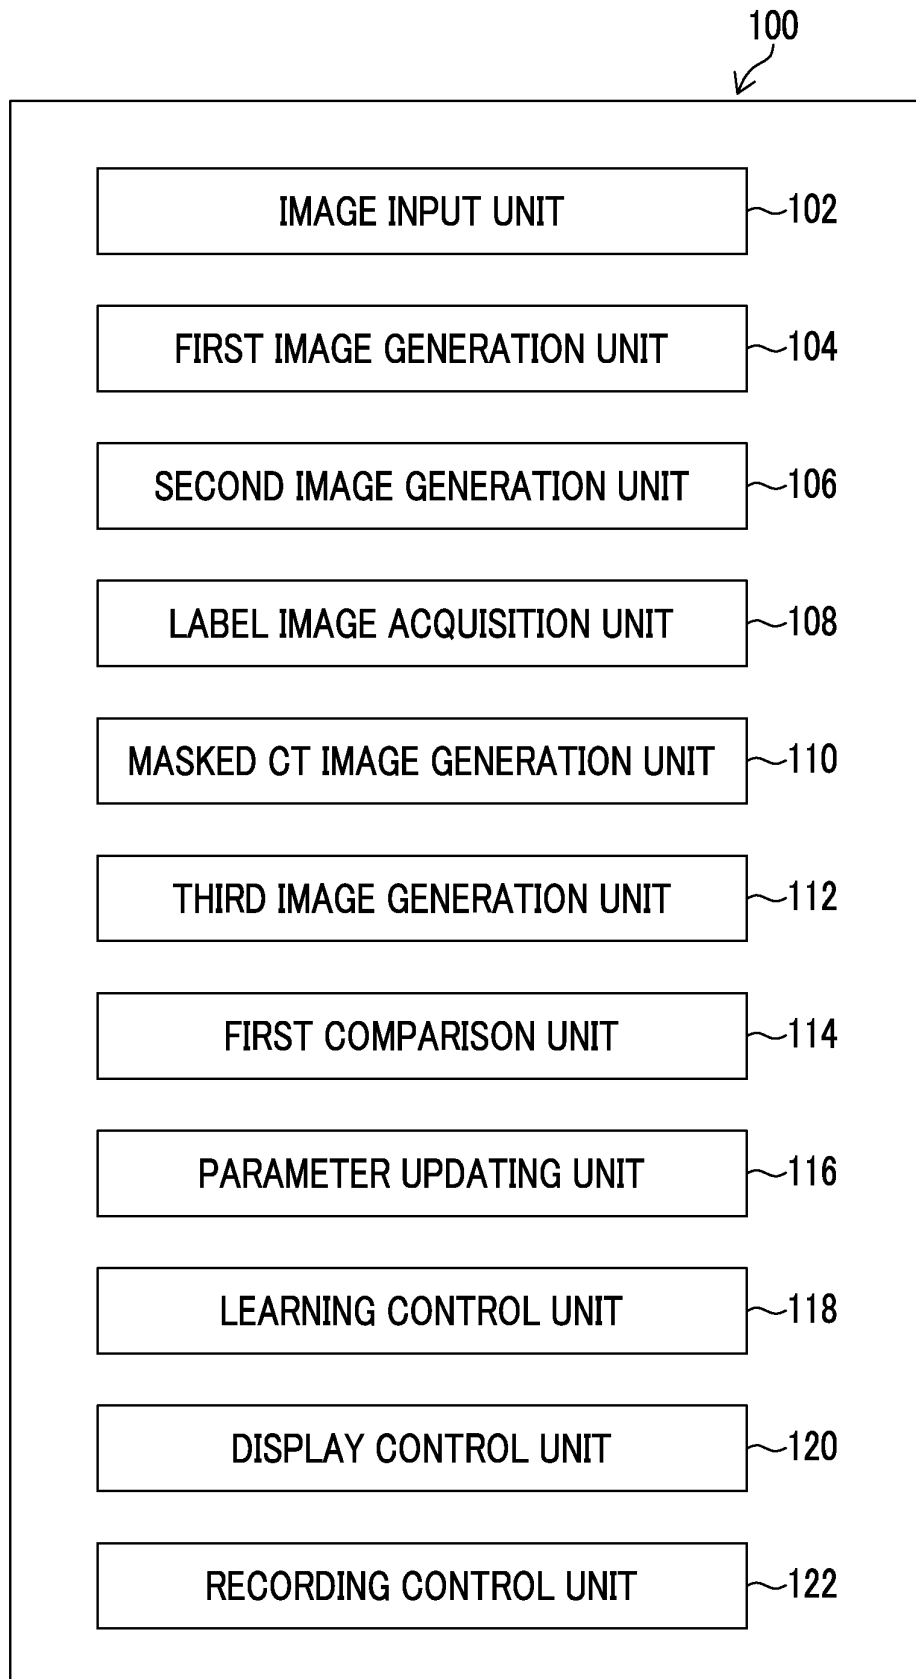 100
IMAGE INPUT UNIT 102
FIRST IMAGE GENERATION UNIT 104
SECOND IMAGE GENERATION UNIT 106
LABEL IMAGE ACQUISITION UNIT 108
MASKED CT IMAGE GENERATION UNIT 110
THIRD IMAGE GENERATION UNIT 112
FIRST COMPARISON UNIT 114
PARAMETER UPDATING UNIT 116
LEARNING CONTROL UNIT 118
DISPLAY CONTROL UNIT 120
RECORDING CONTROL UNIT 122